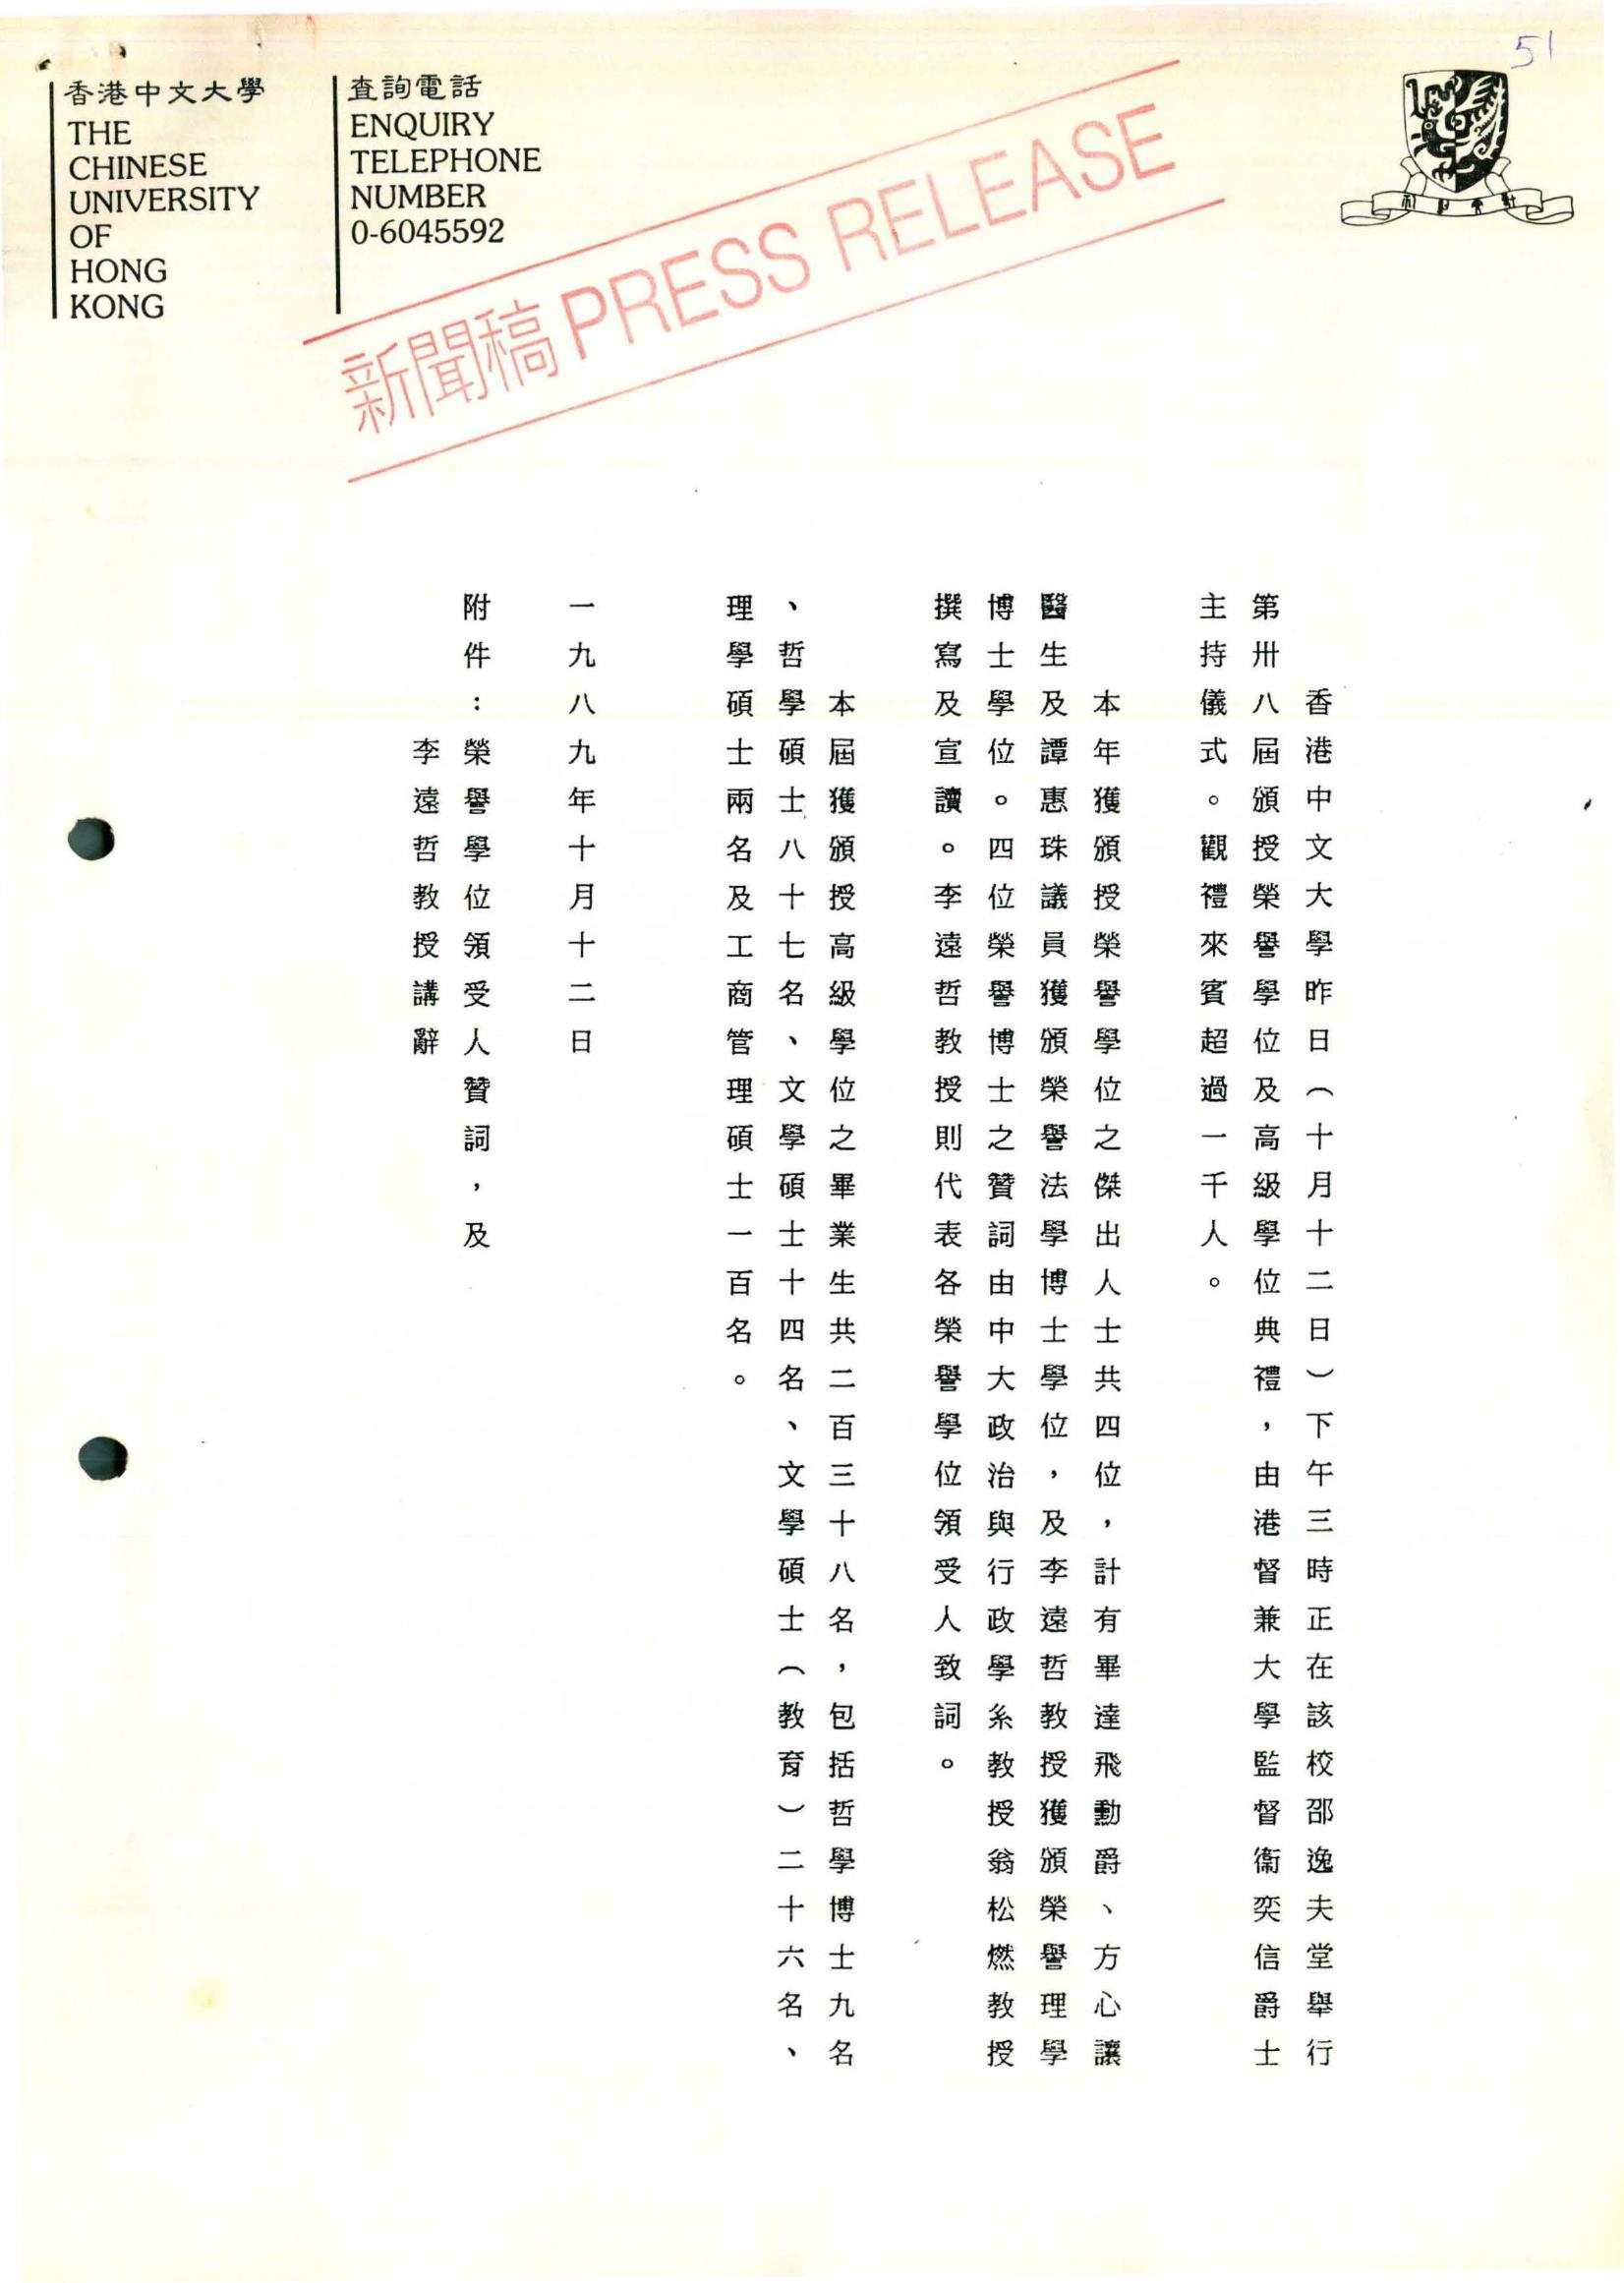 51
香港中文大學
THE
CHINESE
UNIVERSITY
OF
HONG
KONG
查詢電話
ENQUIRY
TELEPHONE
NUMBER
0-6045592
新聞稿 PRESS RELEASE
香港中文大學昨日（十月十二日）下午三時正在該校邵逸夫堂舉行
第卅八屆頒授榮譽學位及高級學位典禮，由港督兼大學監督衞奕信爵士
主持儀式。觀禮來賓超過一千人。
本年獲頒授榮譽學位之傑出人士共四位，計有畢達飛勳爵、方心讓
醫生及譚惠珠議員獲頒榮譽法學博士學位，及李遠哲教授獲頒榮譽理學
博士學位。四位榮譽博士之贊詞由中大政治與行政學系教授翁松燃教授
撰寫及宣讀。李遠哲教授則代表各榮譽學位領受人致詞。
本屆獲頒授高級學位之畢業生共二百三十八名，包括哲學博士九名
、哲學碩士八十七名、文學碩士十四名、文學碩士（教育）二十六名、
理學碩士兩名及工商管理碩士一百名。
一九八九年十月十二日
附件：榮譽學位領受人贊詞，及
李遠哲教授講辭